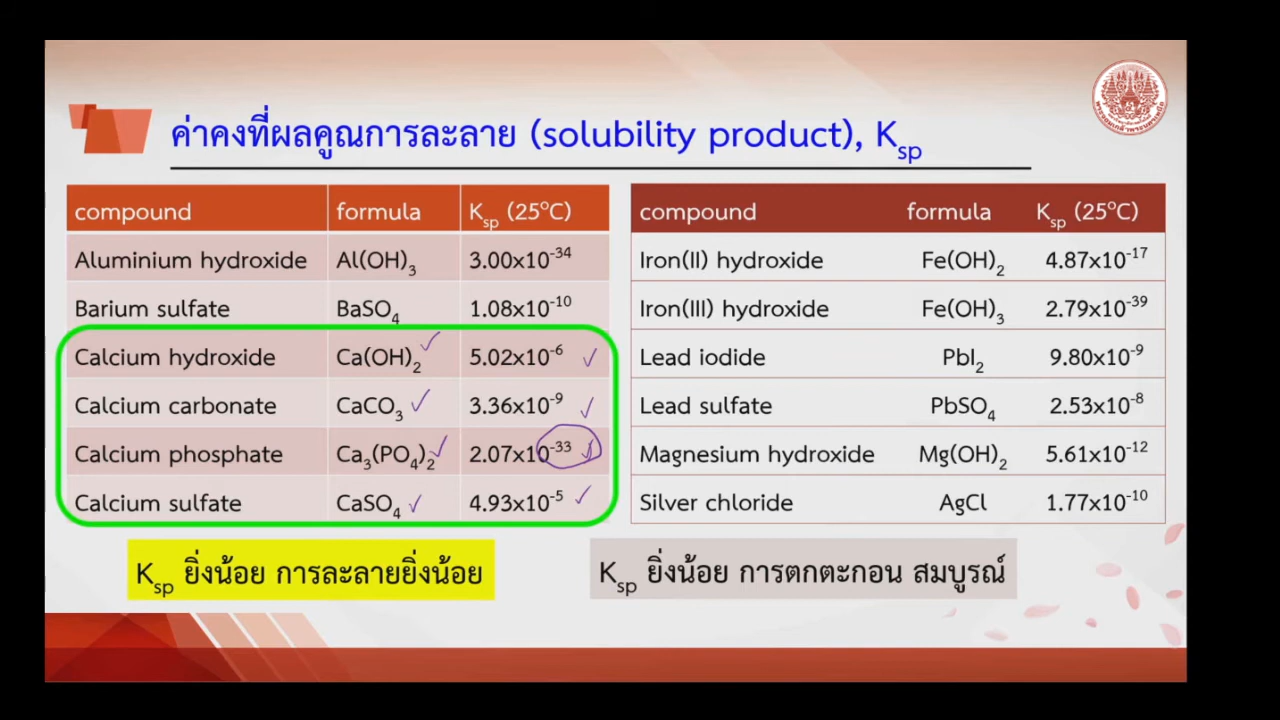 ค่าคงที่ผลคูณการละลาย (solubility product), Ksp
compound formula Ksp (25°C)
Aluminium hydroxide Al(OH)3 3.00x10-34
Barium sulfate BaSO4 1.08x10-10
Calcium hydroxide Ca(OH)2 5.02x10-6
Calcium carbonate CaCO3 3.36x10-9
Calcium phosphate Ca3(PO4)2 2.07x10-33
Calcium sulfate CaSO4 4.93x10-5
compound formula Ksp (25°C)
Iron(II) hydroxide Fe(OH)2 4.87x10-17
Iron(III) hydroxide Fe(OH)3 2.79x10-39
Lead iodide PbI2 9.80x10-9
Lead sulfate PbSO4 2.53x10-8
Magnesium hydroxide Mg(OH)2 5.61x10-12
Silver chloride AgCl 1.77x10-10
Ksp ยิ่งน้อย การละลายยิ่งน้อย
Ksp ยิ่งน้อย การตกตะกอน สมบูรณ์